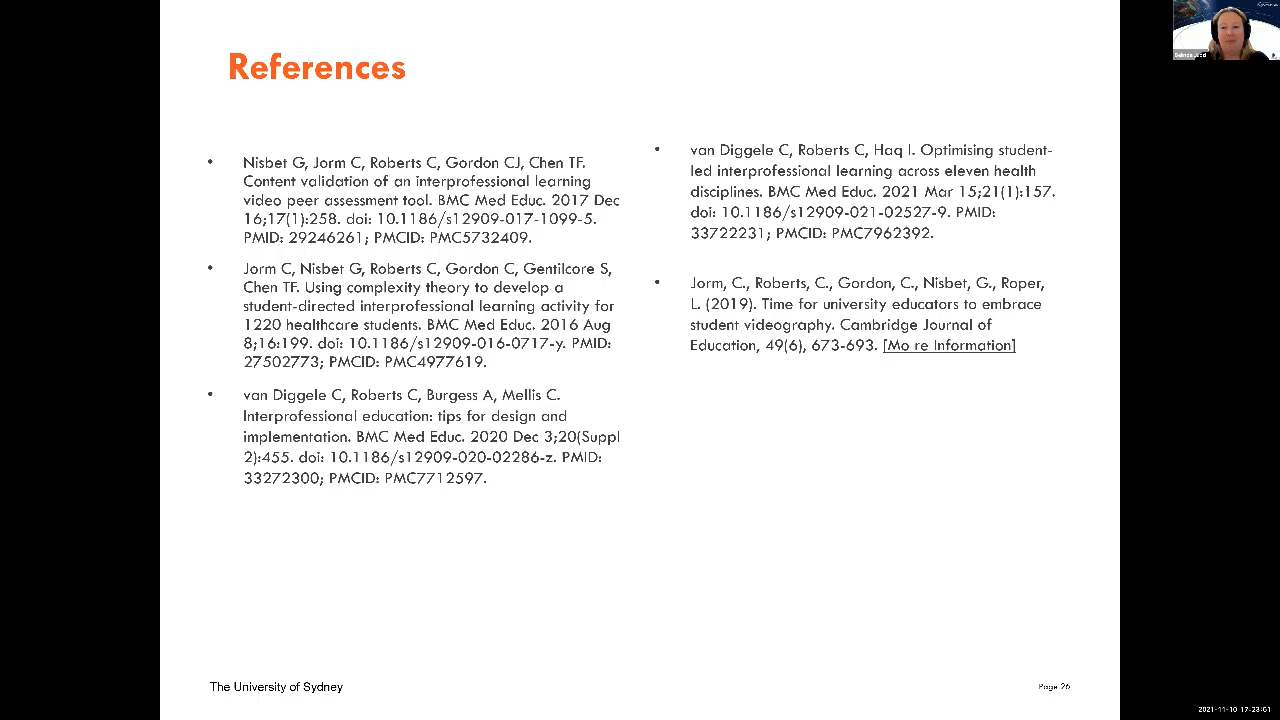 References
• Nisbet G, Jorm C, Roberts C, Gordon CJ, Chen TF.
Content validation of an interprofessional learning
video peer assessment tool. BMC Med Educ. 2017 Dec
16;17(1):258. doi: 10.1186/s12909-017-1099-5.
PMID: 29246261; PMCID: PMC5732409.
• Jorm C, Nisbet G, Roberts C, Gordon C, Gentilcore S,
Chen TF. Using complexity theory to develop a
student-directed interprofessional learning activity for
1220 healthcare students. BMC Med Educ. 2016 Aug
8;16:199. doi: 10.1186/s12909-016-0717-y. PMID:
27502773; PMCID: PMC4977619.
• van Diggele C, Roberts C, Burgess A, Mellis C.
Interprofessional education: tips for design and
implementation. BMC Med Educ. 2020 Dec 3;20(Suppl
2):455. doi: 10.1186/s12909-020-02286-z. PMID:
33272300; PMCID: PMC7712597.
• van Diggele C, Roberts C, Haq I. Optimising student-
led interprofessional learning across eleven health
disciplines. BMC Med Educ. 2021 Mar 15;21(1):157.
doi: 10.1186/s12909-021-02527-9. PMID:
33722231; PMCID: PMC7962392.
• Jorm, C., Roberts, C., Gordon, C., Nisbet, G., Roper,
L. (2019). Time for university educators to embrace
student videography. Cambridge Journal of
Education, 49(6), 673-693. [Mo re Information]
The University of Sydney
Page 26
Belinda Judd
2021-11-10 17-23-51